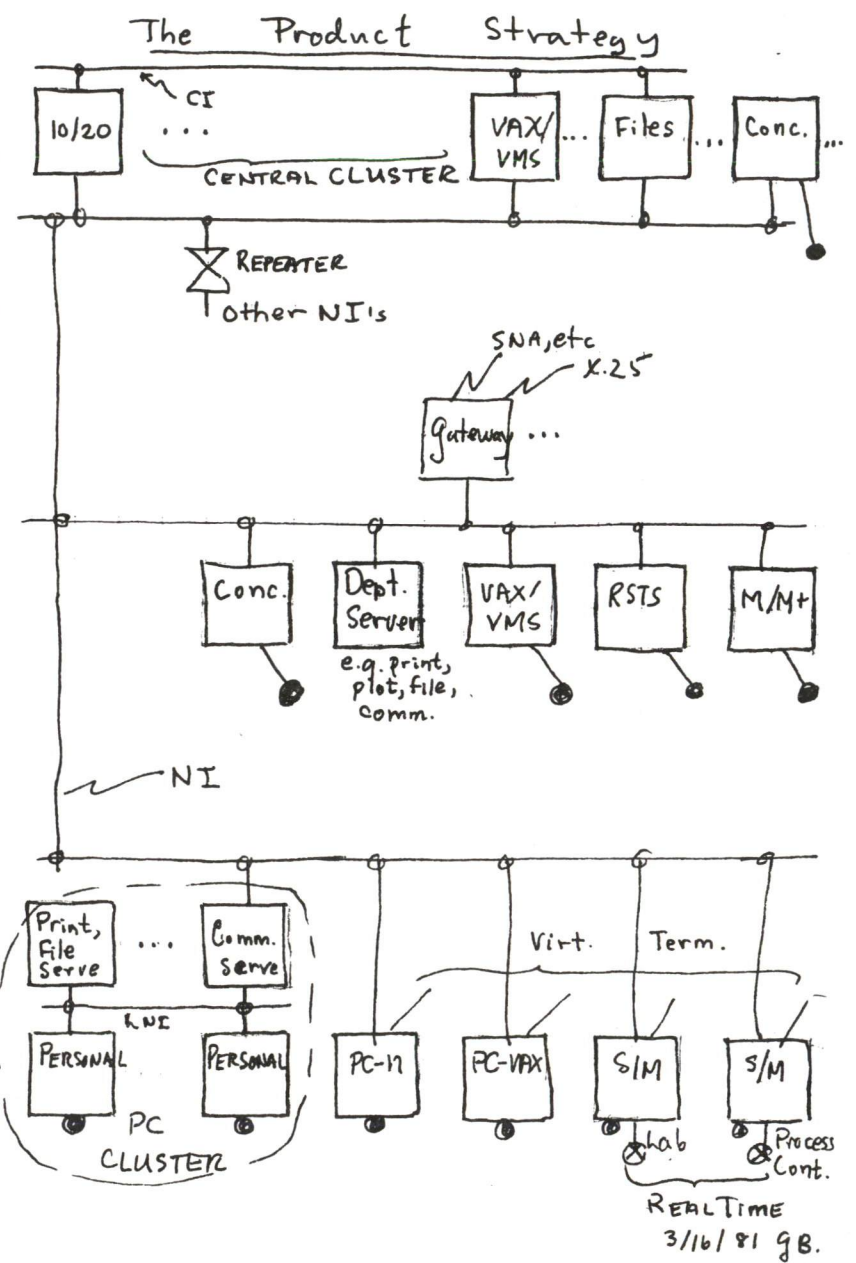 The Product Strategy
CI
10/20
...
VAX/
VMS
...
Files
...
Conc.
...
CENTRAL CLUSTER
REPEATER
Other NI's
SNA, etc
X.25
Gateway
...
Conc.
Dept.
Server
e.g. print,
plot, file,
comm.
VAX/
VMS
RSTS
M/M+
NI
Print,
File
Serve
...
Comm.
Serve
Virt. Term.
PERSONAL
PERSONAL
PC-11
PC-VAX
S/M
S/M
PC
CLUSTER
Lab
Process
Cont.
REAL TIME
3/16/81 gB.